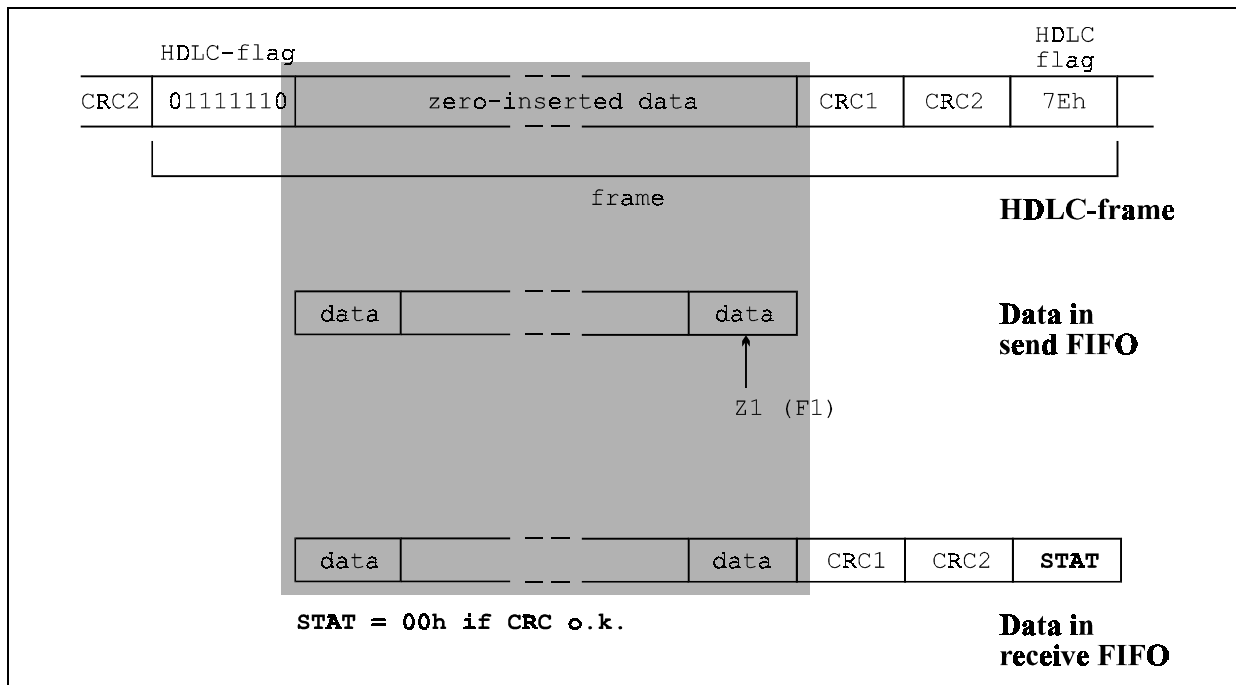 HDLC-flag
HDLC
flag
CRC2 01111110 zero-inserted data CRC1 CRC2 7Eh
frame
HDLC-frame
data data
Data in
send FIFO
Z1 (F1)
data data CRC1 CRC2 STAT
STAT = 00h if CRC o.k.
Data in
receive FIFO